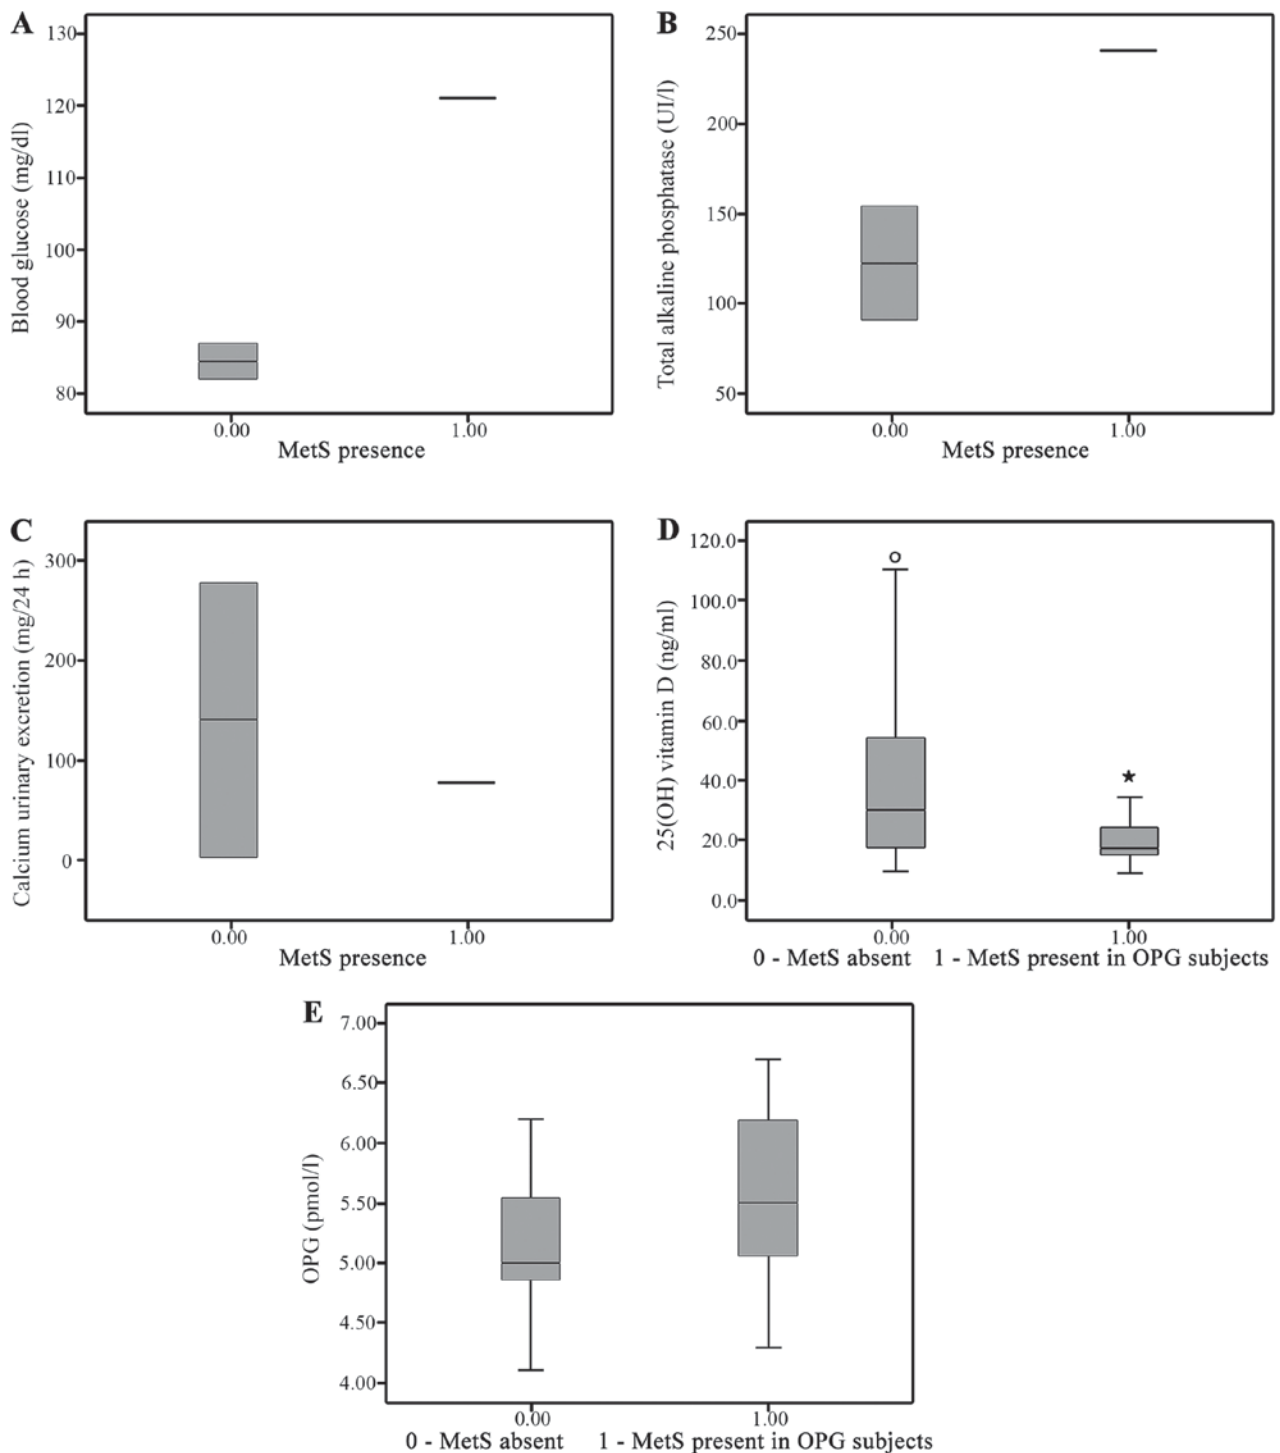 A
Blood glucose (mg/dl)
130
120
110
100
90
80
0.00 1.00
MetS presence
B
Total alkaline phosphatase (UI/l)
250
200
150
100
50
0.00 1.00
MetS presence
C
Calcium urinary excretion (mg/24 h)
300
200
100
0
0.00 1.00
MetS presence
D
25(OH) vitamin D (ng/ml)
120.0
100.0
80.0
60.0
40.0
20.0
0.0
0.00 1.00
0 - MetS absent 1 - MetS present in OPG subjects
E
OPG (pmol/l)
7.00
6.50
6.00
5.50
5.00
4.50
4.00
0.00 1.00
0 - MetS absent 1 - MetS present in OPG subjects